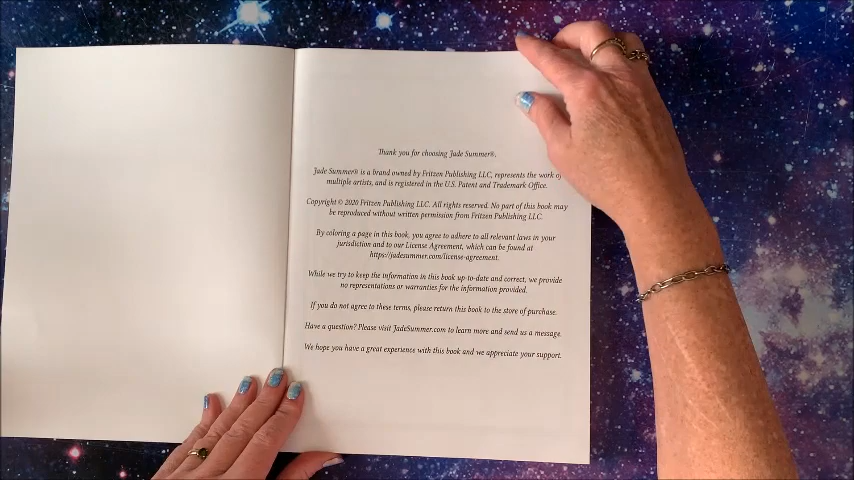 Thank you for choosing Jade Summer®.
Jade Summer® is a brand owned by Fritzen Publishing LLC, represents the work of
multiple artists, and is registered in the U.S. Patent and Trademark Office.
Copyright © 2020 Fritzen Publishing LLC. All rights reserved. No part of this book may
be reproduced without written permission from Fritzen Publishing LLC.
By coloring a page in this book, you agree to adhere to all relevant laws in your
jurisdiction and to our License Agreement, which can be found at
https://jadesummer.com/license-agreement.
While we try to keep the information in this book up-to-date and correct, we provide
no representations or warranties for the information provided.
If you do not agree to these terms, please return this book to the store of purchase.
Have a question? Please visit JadeSummer.com to learn more and send us a message.
We hope you have a great experience with this book and we appreciate your support.